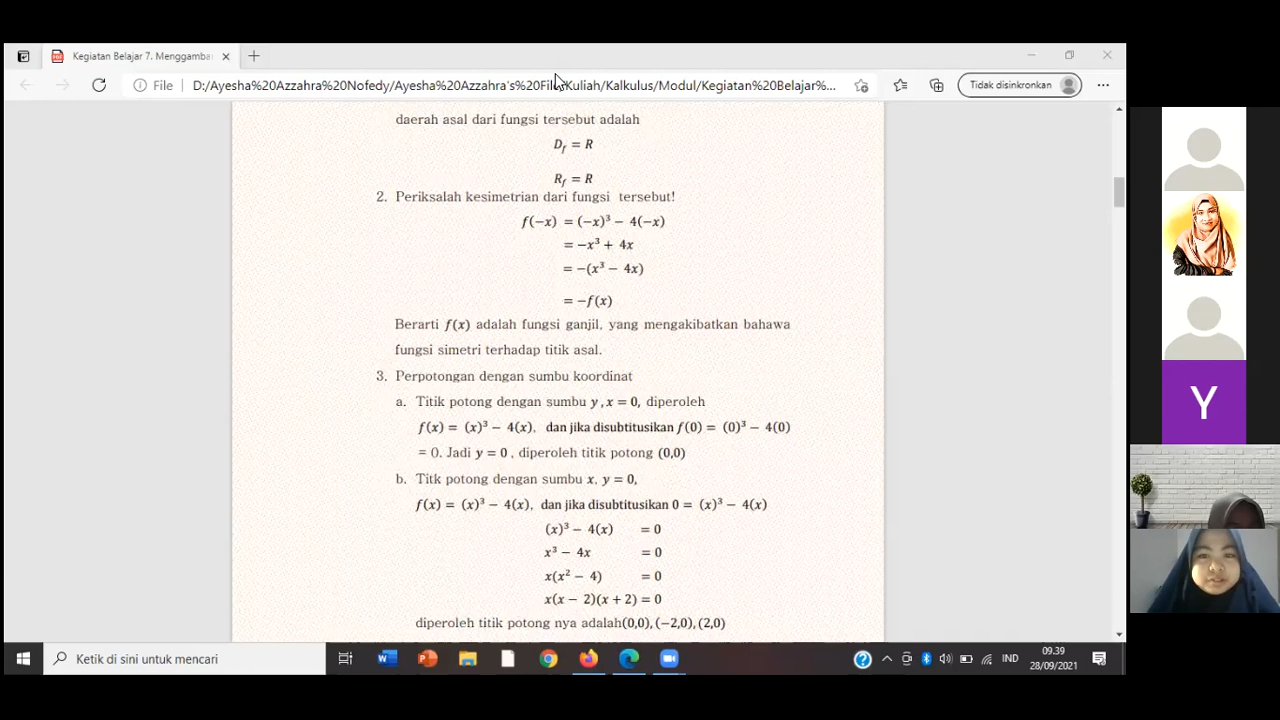 Kegiatan Belajar 7. Menggamba
File
D:/Ayesha%20Azzahra%20Nofedy/Ayesha%20Azzahra's%20File/Kuliah/Kalkulus/Modul/Kegiatan%20Belajar%...
Tidak disinkronkan
daerah asal dari fungsi tersebut adalah
D_f = R
R_f = R
2. Periksalah kesimetrian dari fungsi tersebut!
f(−x) = (−x)³ − 4(−x)
= −x³ + 4x
= −(x³ − 4x)
= −f(x)
Berarti f(x) adalah fungsi ganjil, yang mengakibatkan bahawa
fungsi simetri terhadap titik asal.
3. Perpotongan dengan sumbu koordinat
a. Titik potong dengan sumbu y , x = 0, diperoleh
f(x) = (x)³ − 4(x), dan jika disubtitusikan f(0) = (0)³ − 4(0)
= 0. Jadi y = 0 , diperoleh titik potong (0,0)
b. Titk potong dengan sumbu x, y = 0,
f(x) = (x)³ − 4(x), dan jika disubtitusikan 0 = (x)³ − 4(x)
(x)³ − 4(x) = 0
x³ − 4x = 0
x(x² − 4) = 0
x(x − 2)(x + 2) = 0
diperoleh titik potong nya adalah(0,0), (−2,0), (2,0)
Y
Ketik di sini untuk mencari
IND
09.39
28/09/2021